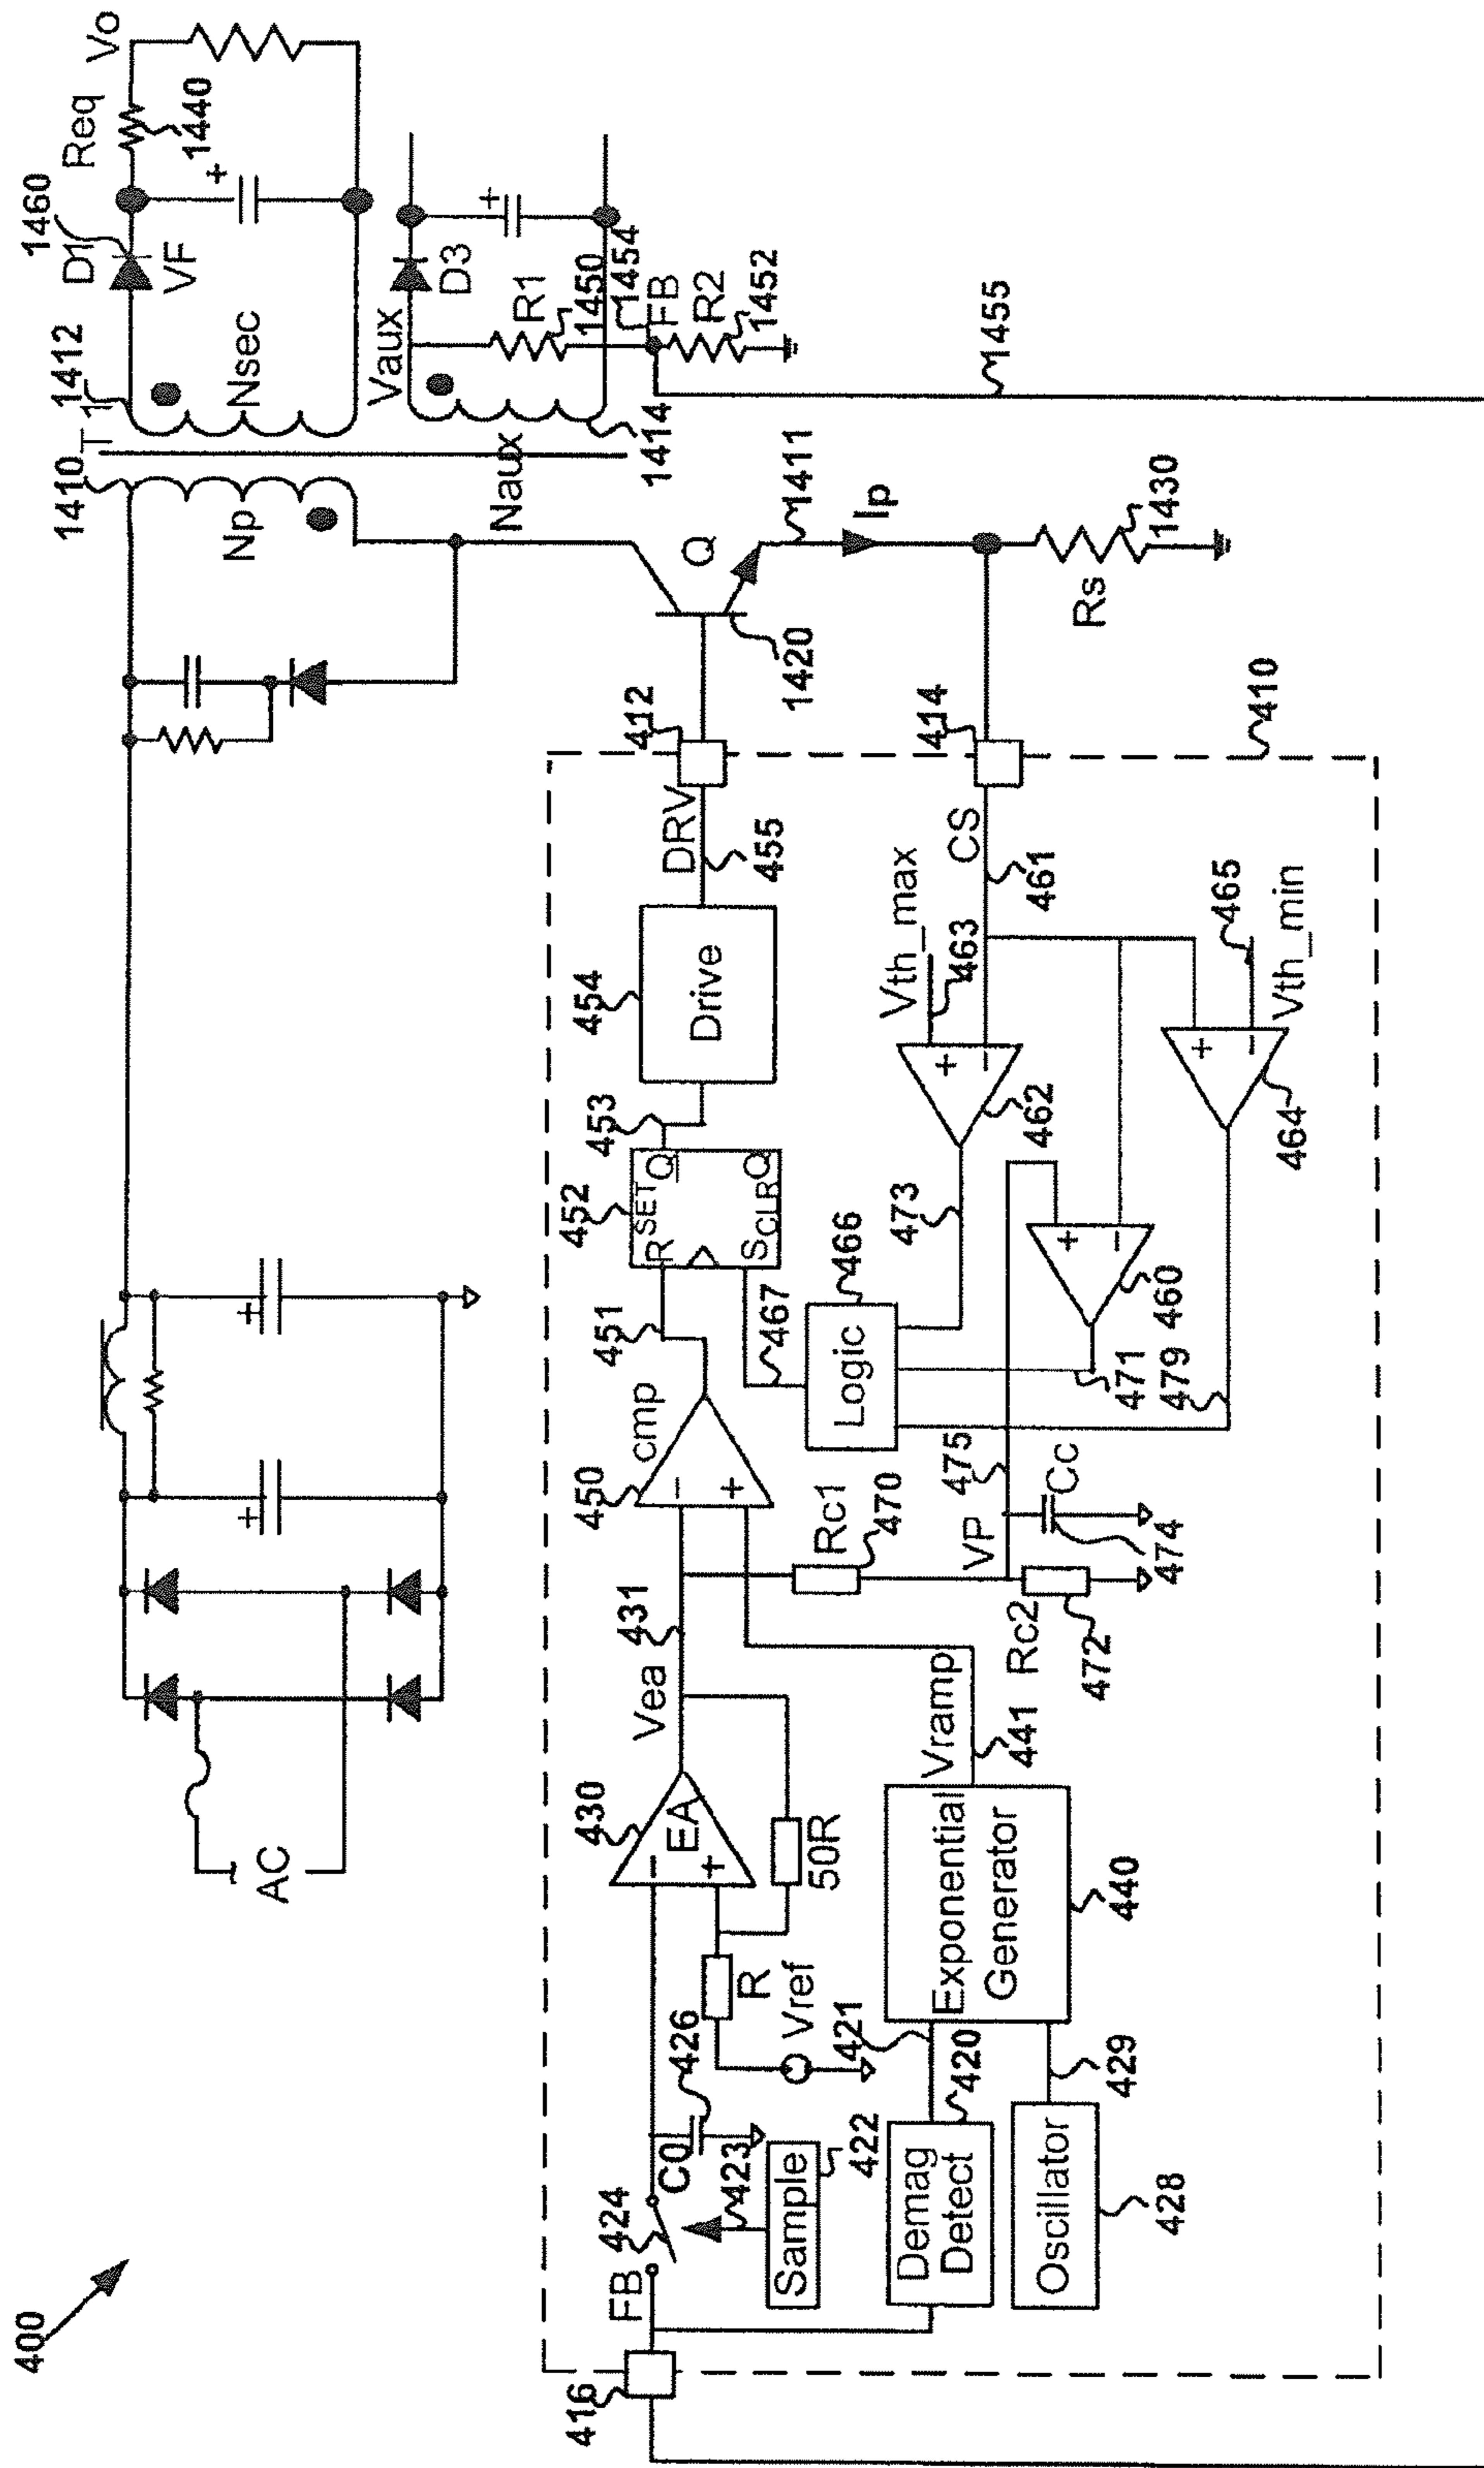 400
AC
1410
T1
1412
Np
Nsec
1460
D1
VF
Req
1440
Vo
Naux
1414
Vaux
D3
R1
1450
1454
FB
R2
1452
1455
Q
1420
1411
Ip
Rs
1430
410
416
FB
424
C0
426
423
Sample
422
R
Vref
430
EA
50R
Vea
431
450
cmp
451
452
R SET Q
S CLR Q
453
454
Drive
DRV
455
412
414
CS
461
Demag
Detect
420
421
Oscillator
428
429
Exponential
Generator
440
Vramp
441
Rc1
470
VP
475
Rc2
472
Cc
474
Logic
466
467
473
471
479
460
462
Vth_max
463
464
465
Vth_min